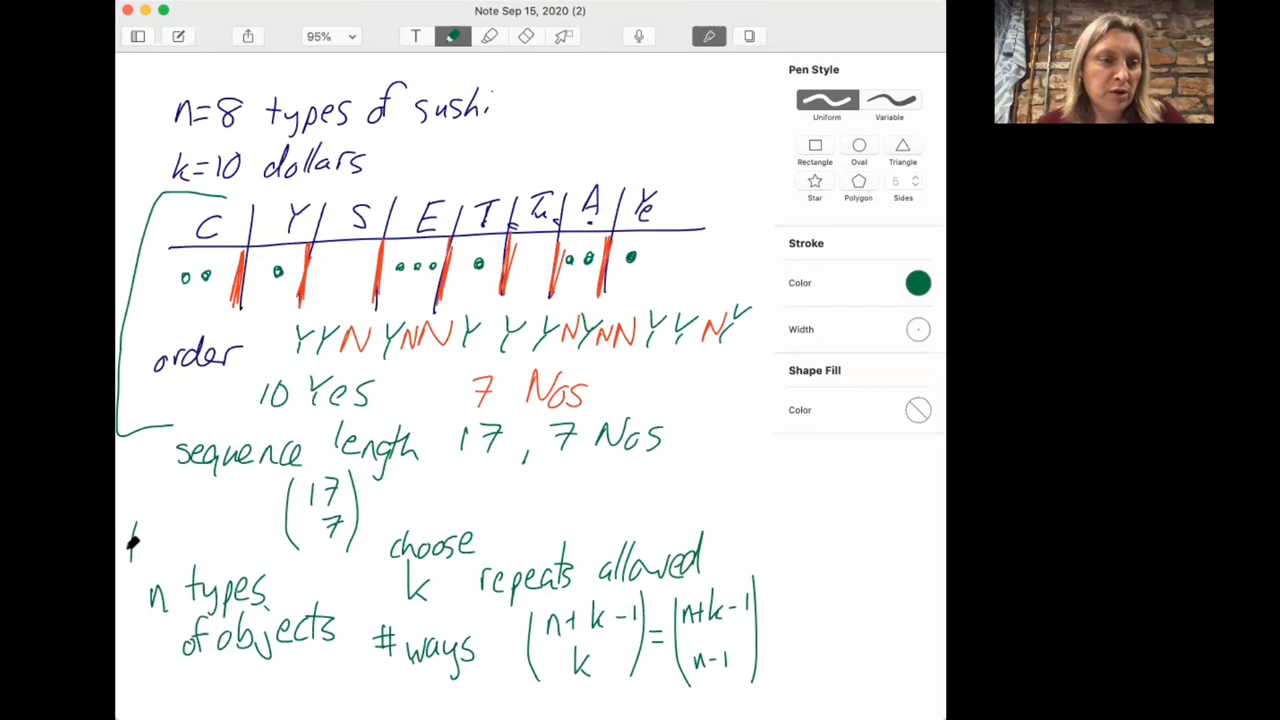 Note Sep 15, 2020 (2)
95%
T
Pen Style
Uniform Variable
Rectangle Oval Triangle
5
Star Polygon Sides
Stroke
Color
Width
Shape Fill
Color
n=8 types of sushi
k=10 dollars
C | Y | S | E | T | Tu | A | Ye
order YYNYNNYYYNYNNYYNY
10 Yes 7 Nos
sequence length 17, 7 Nos
(17
7)
choose
n types k repeats allowed
of objects # ways (n+k-1 = (n+k-1
k) n-1)